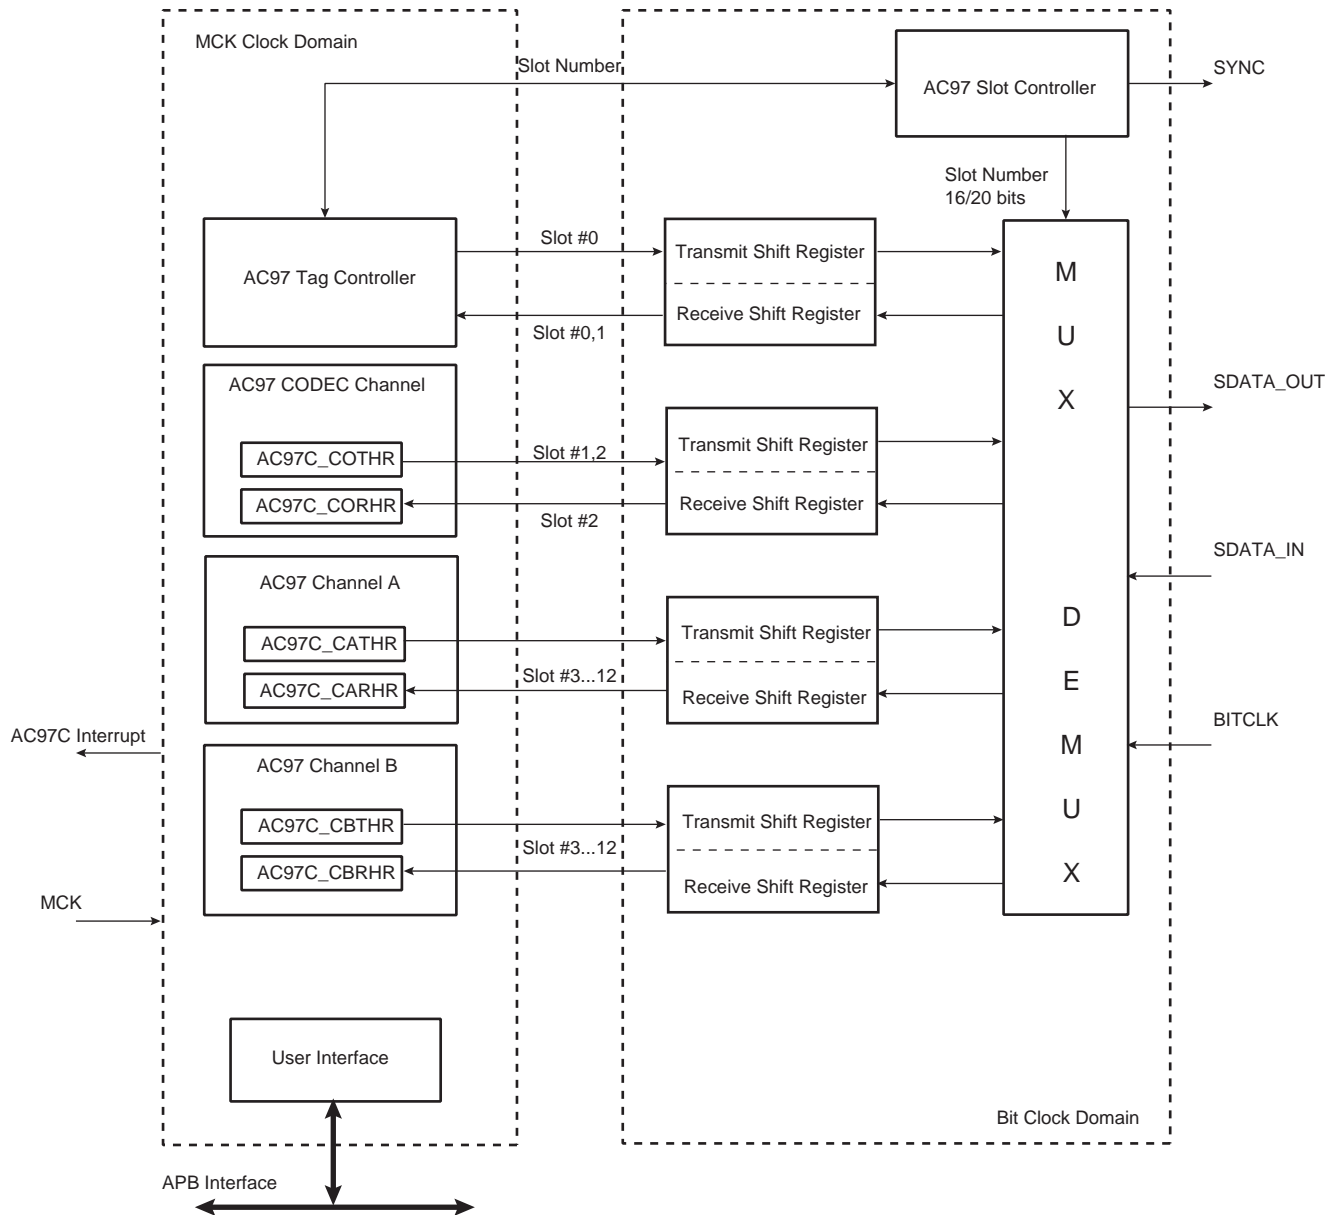 MCK Clock Domain
Slot Number
AC97 Slot Controller
SYNC
Slot Number
16/20 bits
AC97 Tag Controller
Slot #0
Slot #0,1
Transmit Shift Register
Receive Shift Register
M
U
X
D
E
M
U
X
AC97 CODEC Channel
AC97C_COTHR
AC97C_CORHR
Slot #1,2
Slot #2
Transmit Shift Register
Receive Shift Register
SDATA_OUT
SDATA_IN
AC97 Channel A
AC97C_CATHR
AC97C_CARHR
Slot #3...12
Transmit Shift Register
Receive Shift Register
BITCLK
AC97C Interrupt
AC97 Channel B
AC97C_CBTHR
AC97C_CBRHR
Slot #3...12
Transmit Shift Register
Receive Shift Register
MCK
User Interface
Bit Clock Domain
APB Interface